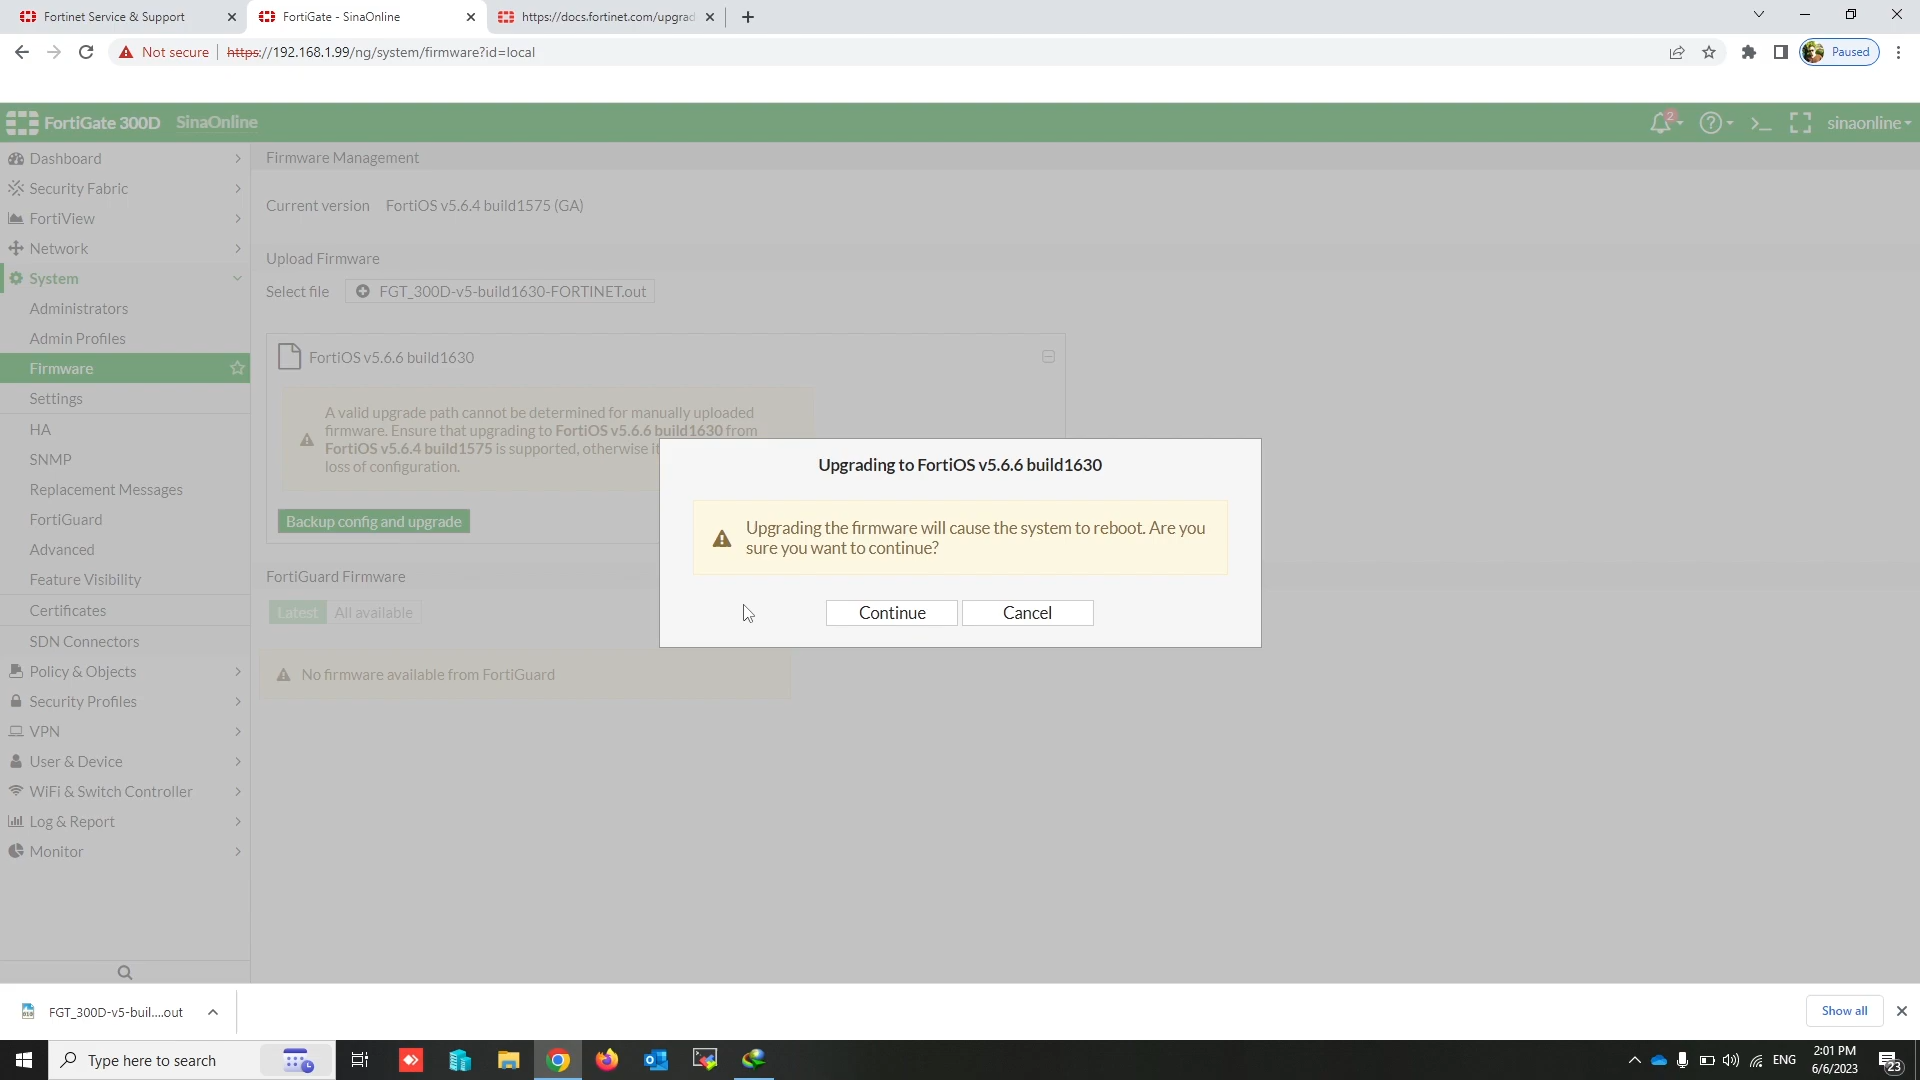 Fortinet Service & Support
FortiGate - SinaOnline
https://docs.fortinet.com/upgrad
Not secure
https://192.168.1.99/ng/system/firmware?id=local
Paused
FortiGate 300D
SinaOnline
2
sinaonline
Dashboard
Security Fabric
FortiView
Network
System
Administrators
Admin Profiles
Firmware
Settings
HA
SNMP
Replacement Messages
FortiGuard
Advanced
Feature Visibility
Certificates
SDN Connectors
Policy & Objects
Security Profiles
VPN
User & Device
WiFi & Switch Controller
Log & Report
Monitor
Firmware Management
Current version FortiOS v5.6.4 build1575 (GA)
Upload Firmware
Select file FGT_300D-v5-build1630-FORTINET.out
FortiOS v5.6.6 build1630
A valid upgrade path cannot be determined for manually uploaded
firmware. Ensure that upgrading to FortiOS v5.6.6 build1630 from
FortiOS v5.6.4 build1575 is supported, otherwise it
loss of configuration.
Backup config and upgrade
FortiGuard Firmware
Latest All available
No firmware available from FortiGuard
Upgrading to FortiOS v5.6.6 build1630
Upgrading the firmware will cause the system to reboot. Are you
sure you want to continue?
Continue
Cancel
FGT_300D-v5-buil....out
Show all
Type here to search
ENG
2:01 PM
6/6/2023
23